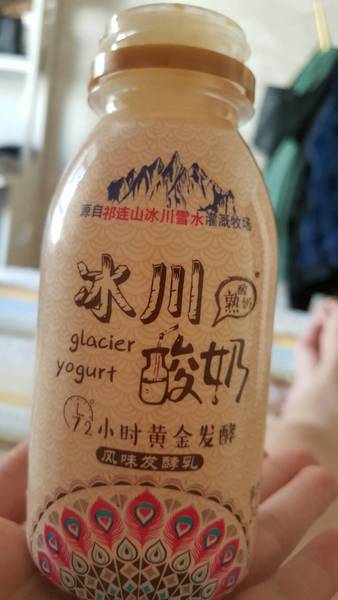 源自祁连山冰川雪水灌溉牧场
冰川
熟酸奶
glacier
yogurt
酸奶
72小时黄金发酵
风味发酵乳